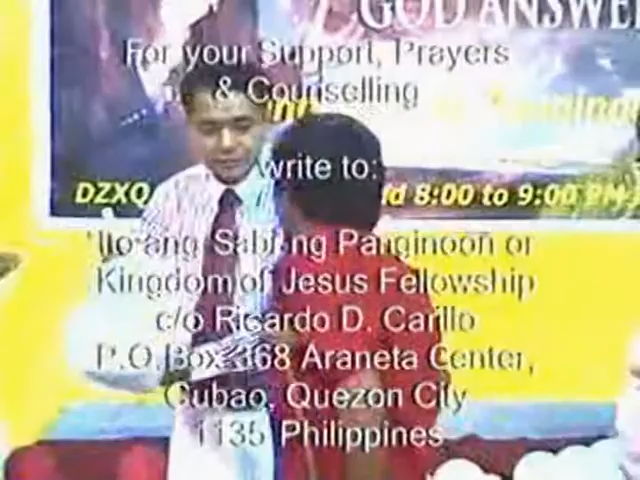 GOD ANSWE
For your Support, Prayers
& Counselling
write to:
DZXQ 8:00 to 9:00 PM
'Ito ang Sabi ng Panginoon or
Kingdom of Jesus Fellowship
c/o Ricardo D. Carillo
P.O.Box 368 Araneta Center,
Cubao, Quezon City
1135 Philippines